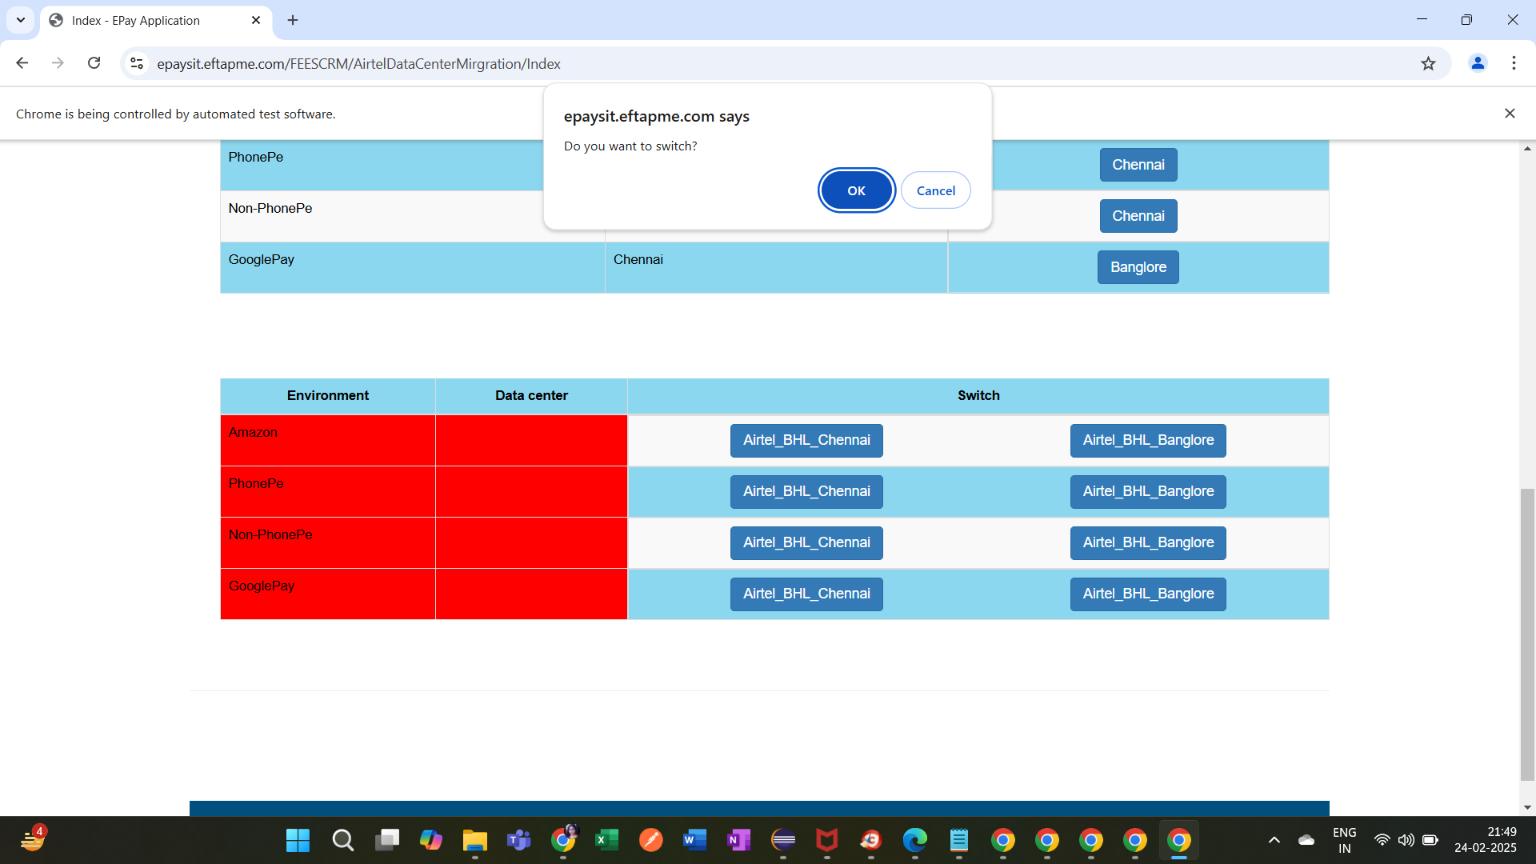 Index - EPay Application
epaysit.eftapme.com/FEESCRM/AirtelDataCenterMirgration/Index
Chrome is being controlled by automated test software.
epaysit.eftapme.com says
Do you want to switch?
OK Cancel
PhonePe Chennai
Non-PhonePe Chennai
GooglePay Chennai Banglore
Environment Data center Switch
Amazon Airtel_BHL_Chennai Airtel_BHL_Banglore
PhonePe Airtel_BHL_Chennai Airtel_BHL_Banglore
Non-PhonePe Airtel_BHL_Chennai Airtel_BHL_Banglore
GooglePay Airtel_BHL_Chennai Airtel_BHL_Banglore
4
ENG
IN
21:49
24-02-2025